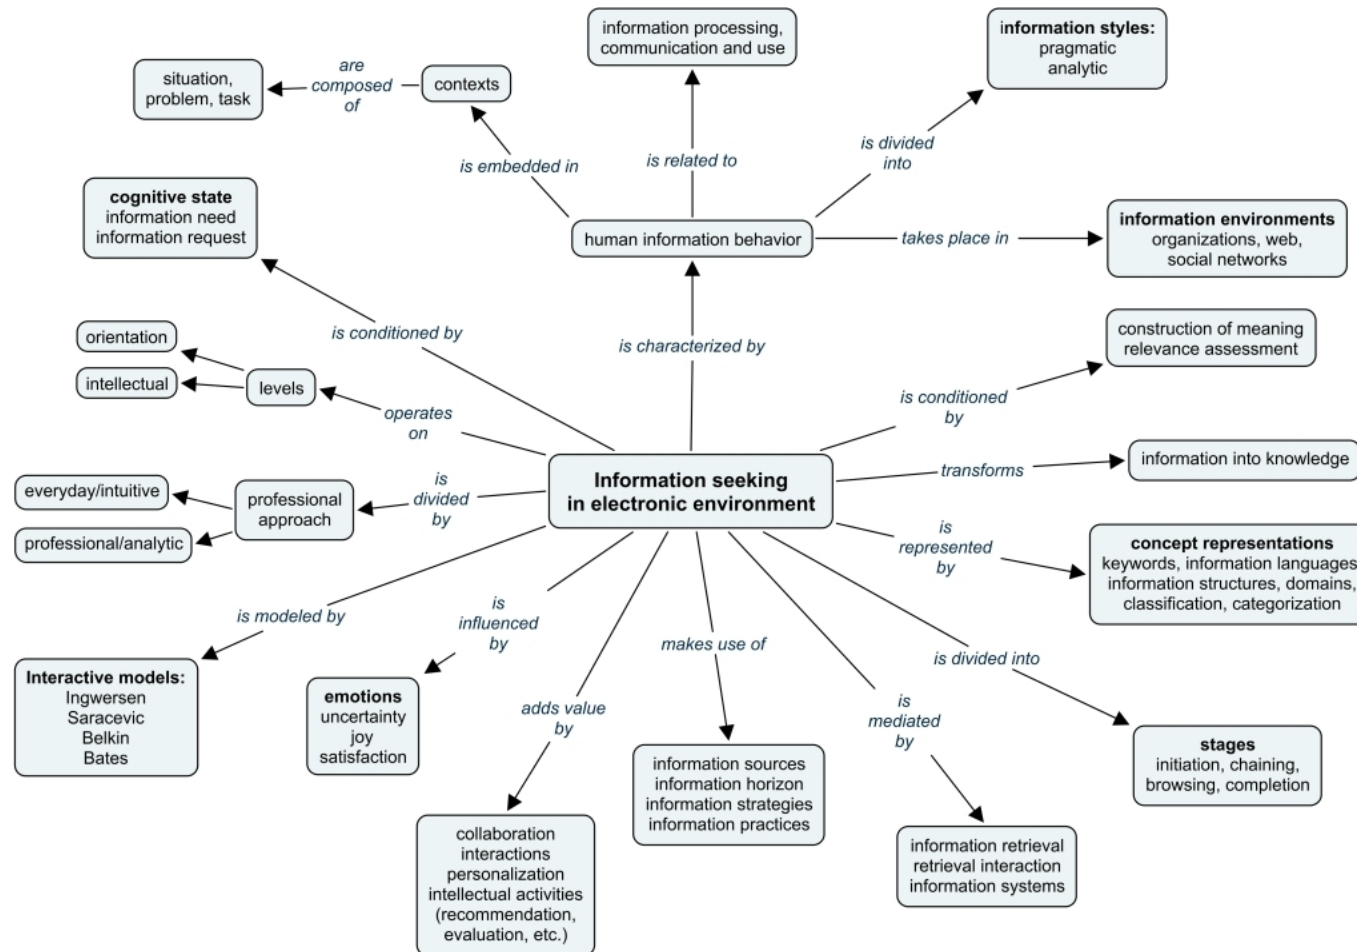 information processing,
communication and use
information styles:
pragmatic
analytic
situation,
problem, task
are
composed
of
contexts
is embedded in
is related to
is divided
into
cognitive state
information need
information request
human information behavior
takes place in
information environments
organizations, web,
social networks
is conditioned by
is characterized by
construction of meaning
relevance assessment
orientation
intellectual
levels
operates
on
is conditioned
by
Information seeking
in electronic environment
transforms
information into knowledge
everyday/intuitive
professional/analytic
professional
approach
is
divided
by
is
represented
by
concept representations
keywords, information languages
information structures, domains,
classification, categorization
is modeled by
is
influenced
by
makes use of
is divided into
Interactive models:
Ingwersen
Saracevic
Belkin
Bates
emotions
uncertainty
joy
satisfaction
adds value
by
is
mediated
by
information sources
information horizon
information strategies
information practices
stages
initiation, chaining,
browsing, completion
collaboration
interactions
personalization
intellectual activities
(recommendation,
evaluation, etc.)
information retrieval
retrieval interaction
information systems